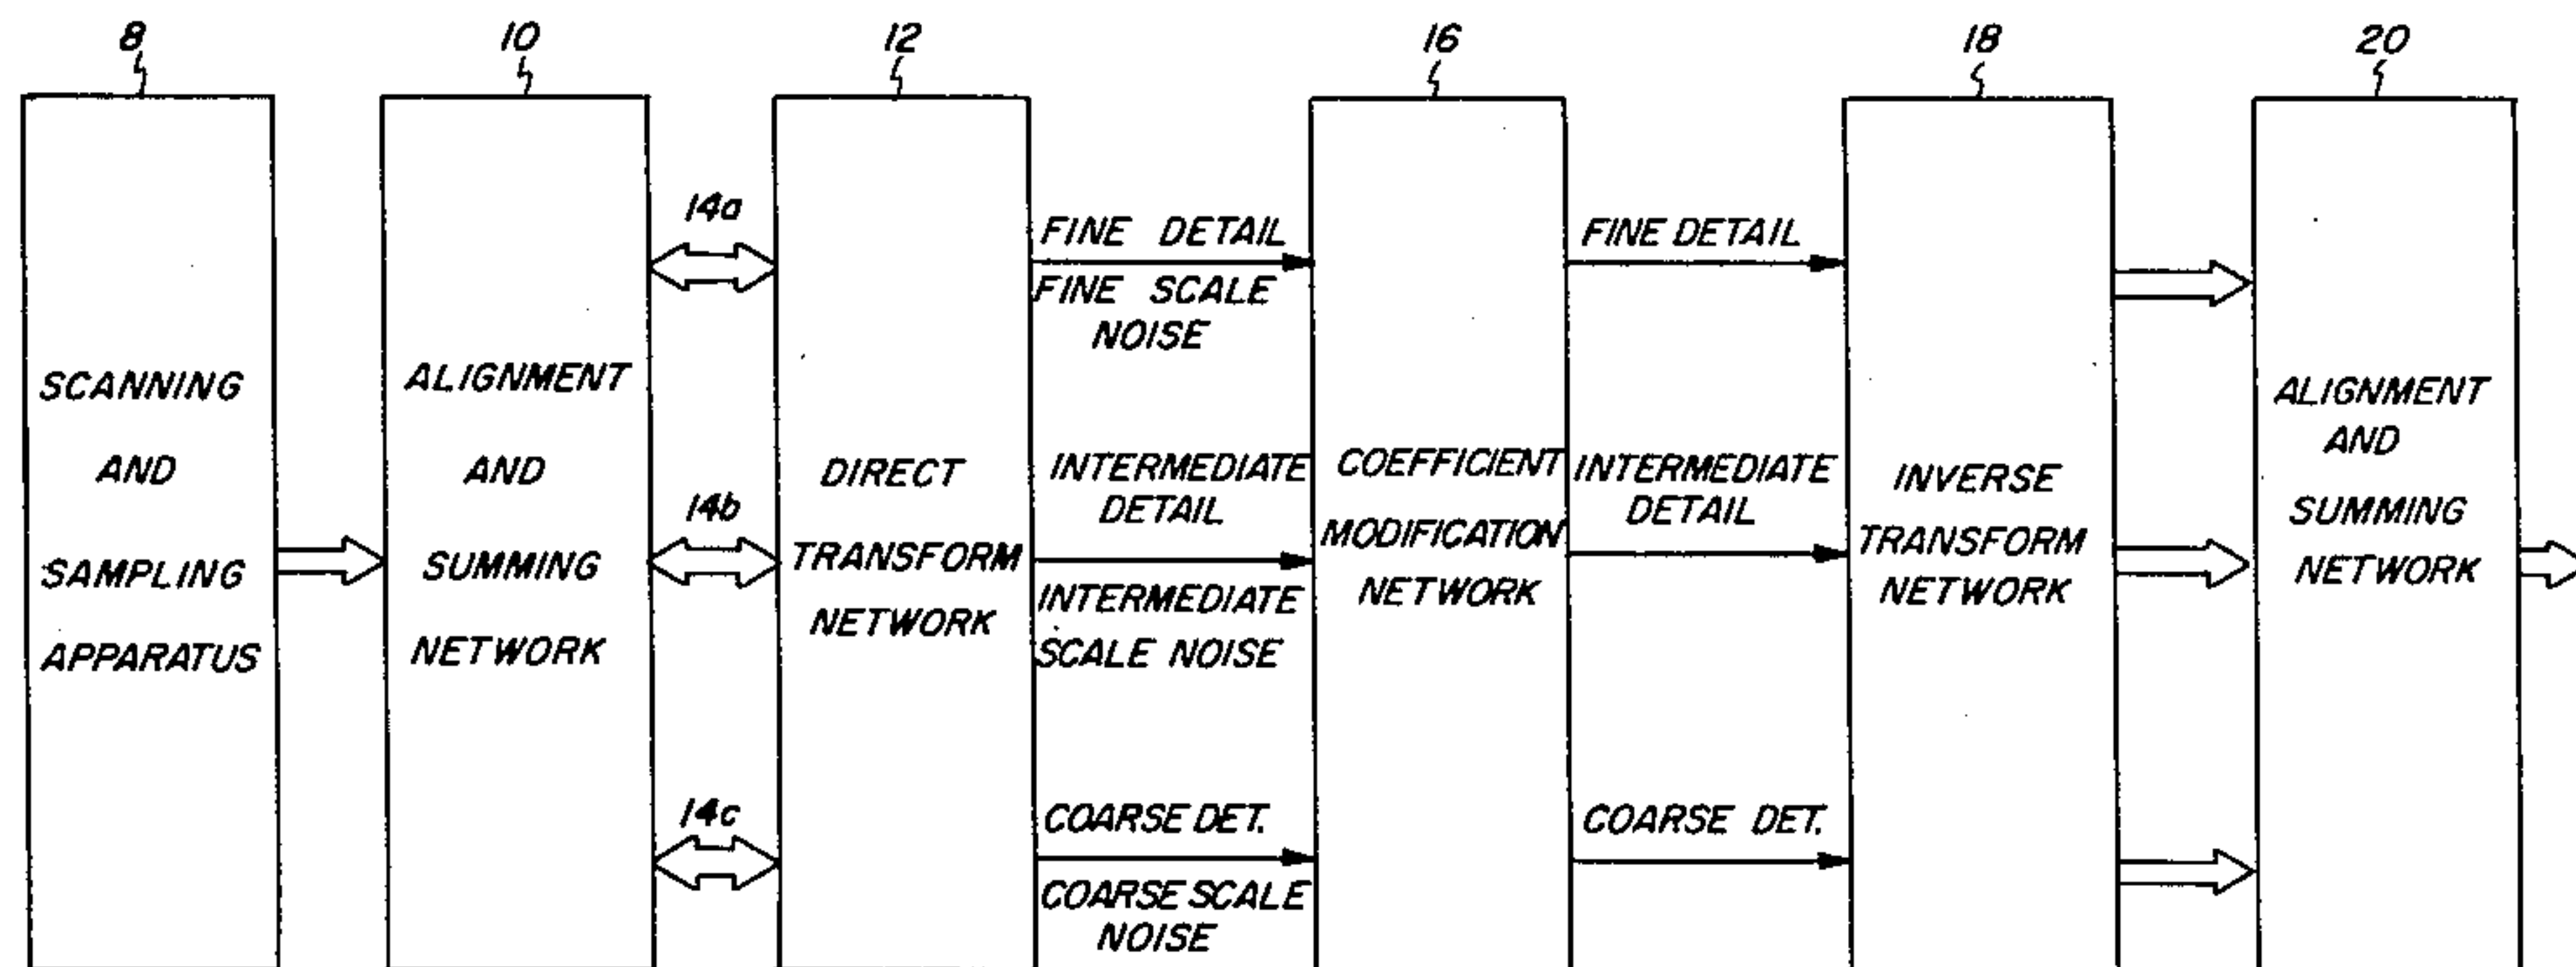 8
10
12
16
18
20
SCANNING
AND
SAMPLING
APPARATUS
ALIGNMENT
AND
SUMMING
NETWORK
14a
14b
14c
DIRECT
TRANSFORM
NETWORK
FINE DETAIL
FINE SCALE
NOISE
INTERMEDIATE
DETAIL
INTERMEDIATE
SCALE NOISE
COARSE DET.
COARSE SCALE
NOISE
COEFFICIENT
MODIFICATION
NETWORK
FINE DETAIL
INTERMEDIATE
DETAIL
COARSE DET.
INVERSE
TRANSFORM
NETWORK
ALIGNMENT
AND
SUMMING
NETWORK